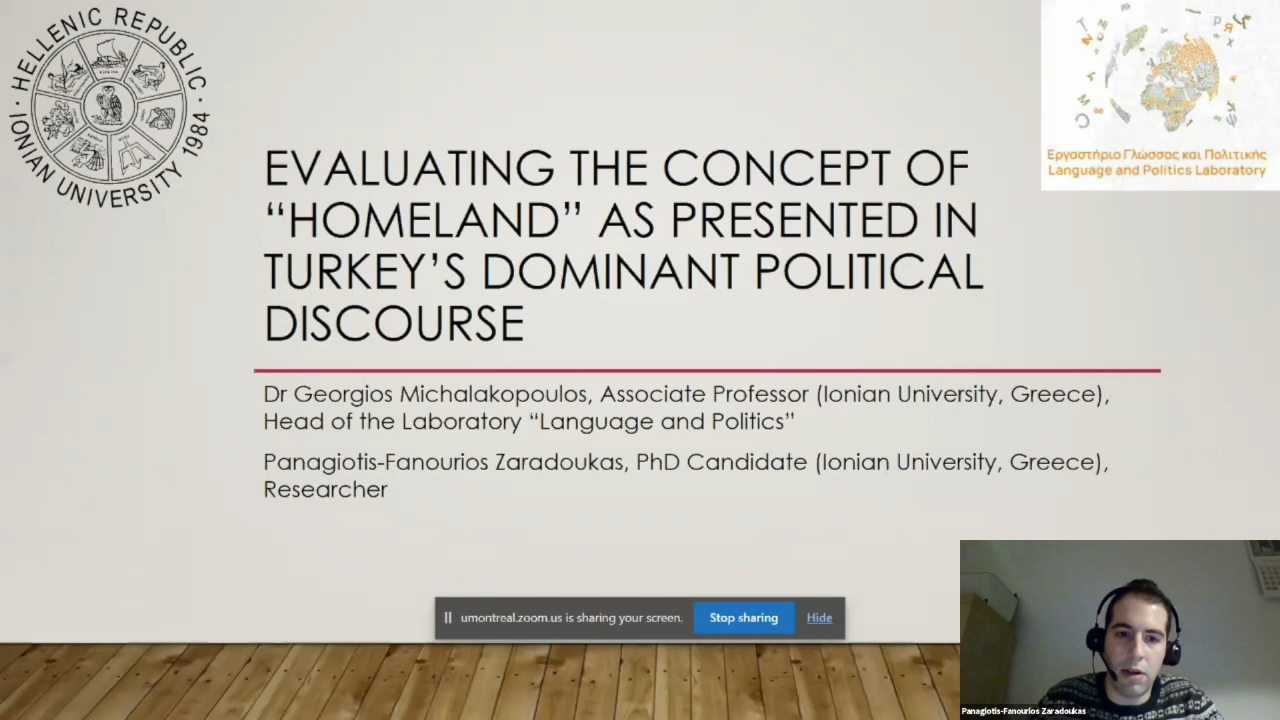 HELLENIC REPUBLIC
IONIAN UNIVERSITY 1984
Εργαστήριο Γλώσσας και Πολιτικής
Language and Politics Laboratory
EVALUATING THE CONCEPT OF
“HOMELAND” AS PRESENTED IN
TURKEY’S DOMINANT POLITICAL
DISCOURSE
Dr Georgios Michalakopoulos, Associate Professor (Ionian University, Greece),
Head of the Laboratory “Language and Politics”
Panagiotis-Fanourios Zaradoukas, PhD Candidate (Ionian University, Greece),
Researcher
umontreal.zoom.us is sharing your screen.
Stop sharing
Hide
Panagiotis-Fanourios Zaradoukas